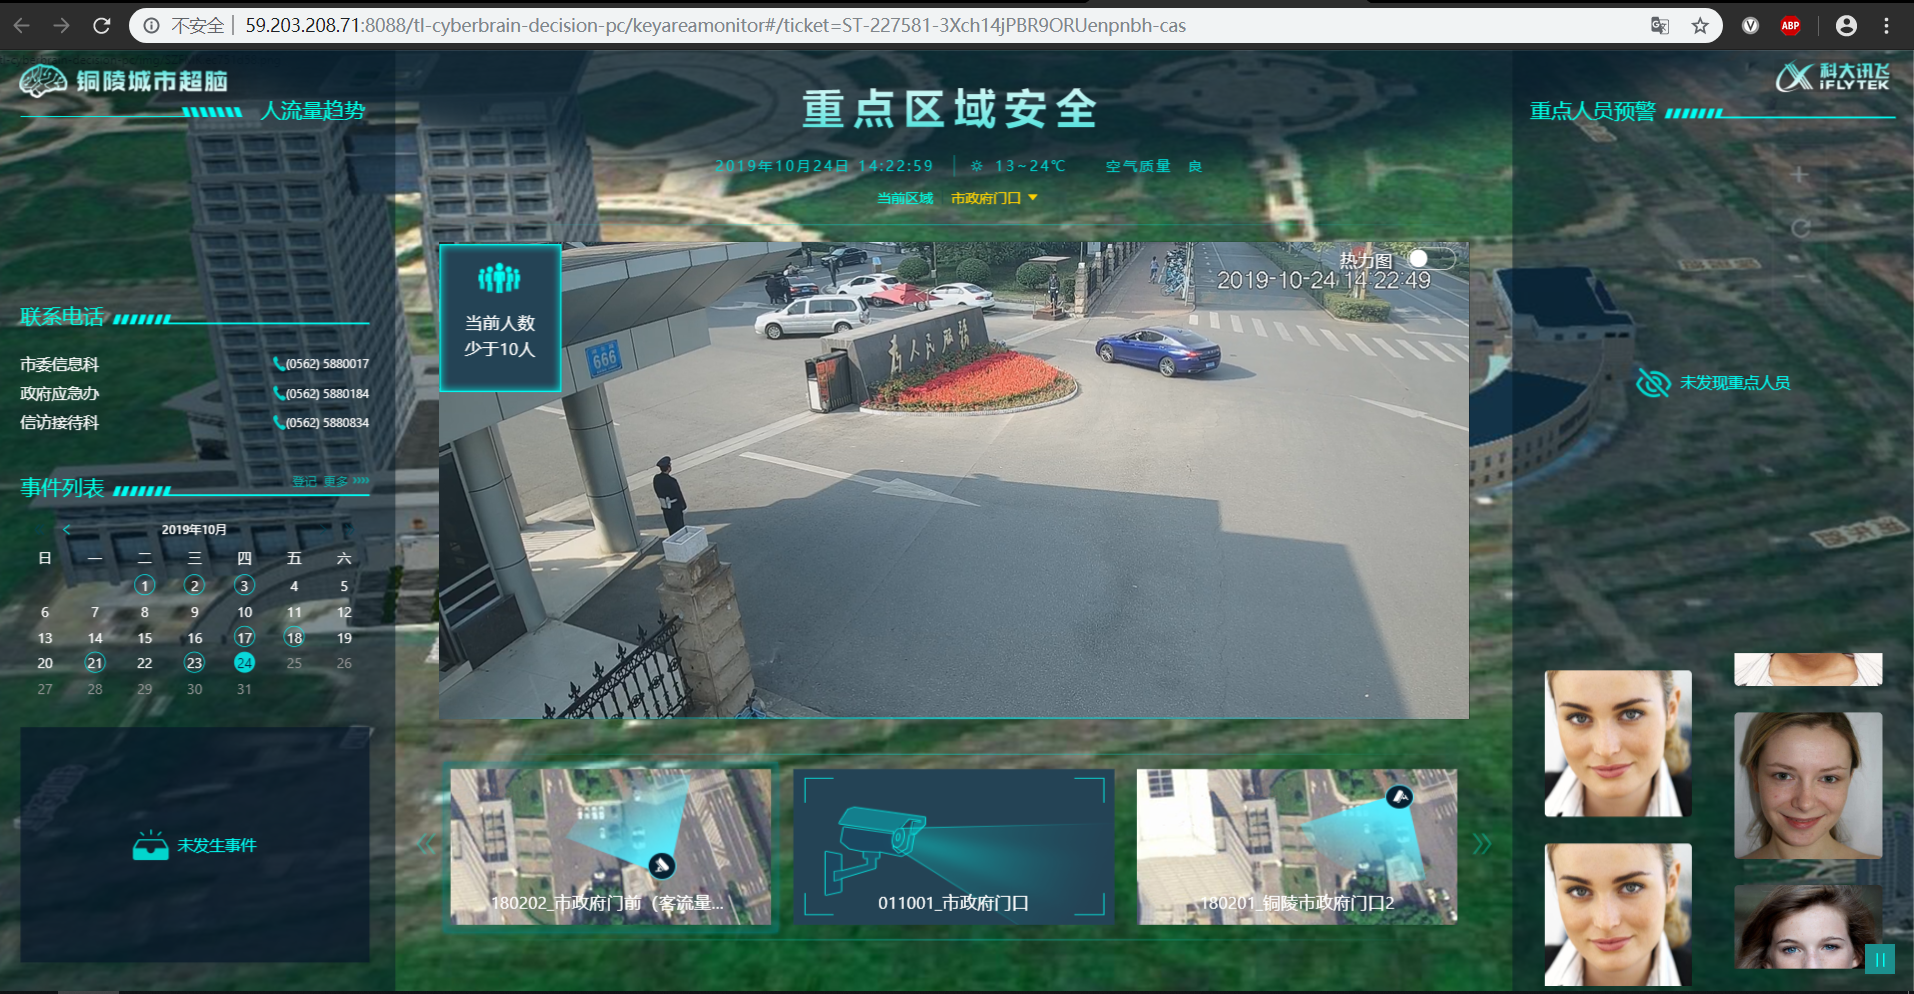 不安全 59.203.208.71:8088/tl-cyberbrain-decision-pc/keyareamonitor#/ticket=ST-227581-3Xch14jPBR9ORUenpnbh-cas
ABP
铜陵城市超脑
科大讯飞
iFLYTEK
人流量趋势
重点区域安全
重点人员预警
2019年10月24日 14:22:59 13~24℃ 空气质量 良
当前区域 市政府门口
热力图
2019-10-24 14:22:49
当前人数
少于10人
666
为人民服务
联系电话
市委信息科 (0562) 5880017
政府应急办 (0562) 5880184
信访接待科 (0562) 5880834
未发现重点人员
事件列表
登记 更多
2019年10月
日 一 二 三 四 五 六
1 2 3 4 5
6 7 8 9 10 11 12
13 14 15 16 17 18 19
20 21 22 23 24 25 26
27 28 29 30 31
未发生事件
180202_市政府门前（客流量...
011001_市政府门口
180201_铜陵市政府门口2